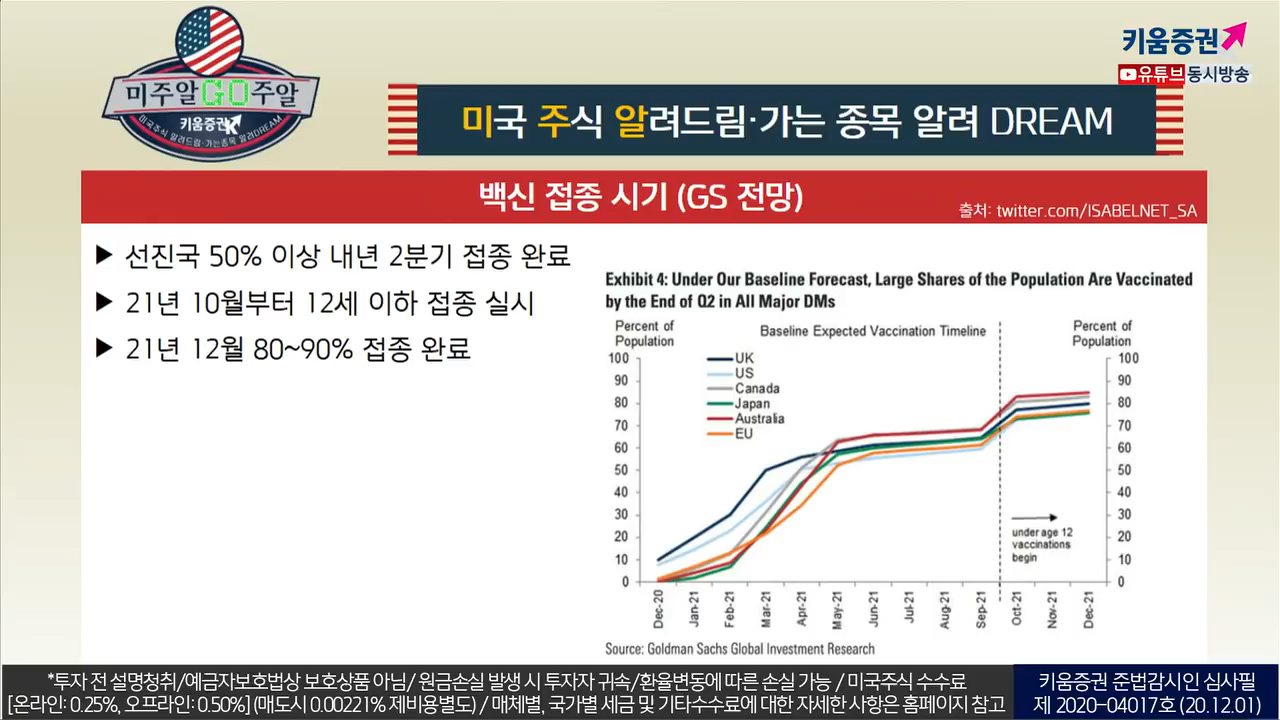 미주알GO주알
키움증권
미국주식 알려드림·가는종목 알려DREAM
키움증권
유튜브동시방송
미국 주식 알려드림·가는 종목 알려 DREAM
백신 접종 시기 (GS 전망)
출처: twitter.com/ISABELNET_SA
▶ 선진국 50% 이상 내년 2분기 접종 완료
▶ 21년 10월부터 12세 이하 접종 실시
▶ 21년 12월 80~90% 접종 완료
Exhibit 4: Under Our Baseline Forecast, Large Shares of the Population Are Vaccinated
by the End of Q2 in All Major DMs
Percent of
Population
Baseline Expected Vaccination Timeline
Percent of
Population
100
90
80
70
60
50
40
30
20
10
0
UK
US
Canada
Japan
Australia
EU
100
90
80
70
60
50
40
30
20
10
0
under age 12
vaccinations
begin
Dec-20
Jan-21
Feb-21
Mar-21
Apr-21
May-21
Jun-21
Jul-21
Aug-21
Sep-21
Oct-21
Nov-21
Dec-21
Source: Goldman Sachs Global Investment Research
*투자 전 설명청취/예금자보호법상 보호상품 아님/ 원금손실 발생 시 투자자 귀속/환율변동에 따른 손실 가능 / 미국주식 수수료
[온라인: 0.25%, 오프라인: 0.50%] (매도시 0.00221% 제비용별도) / 매체별, 국가별 세금 및 기타수수료에 대한 자세한 사항은 홈페이지 참고
키움증권 준법감시인 심사필
제 2020-04017호 (20.12.01)